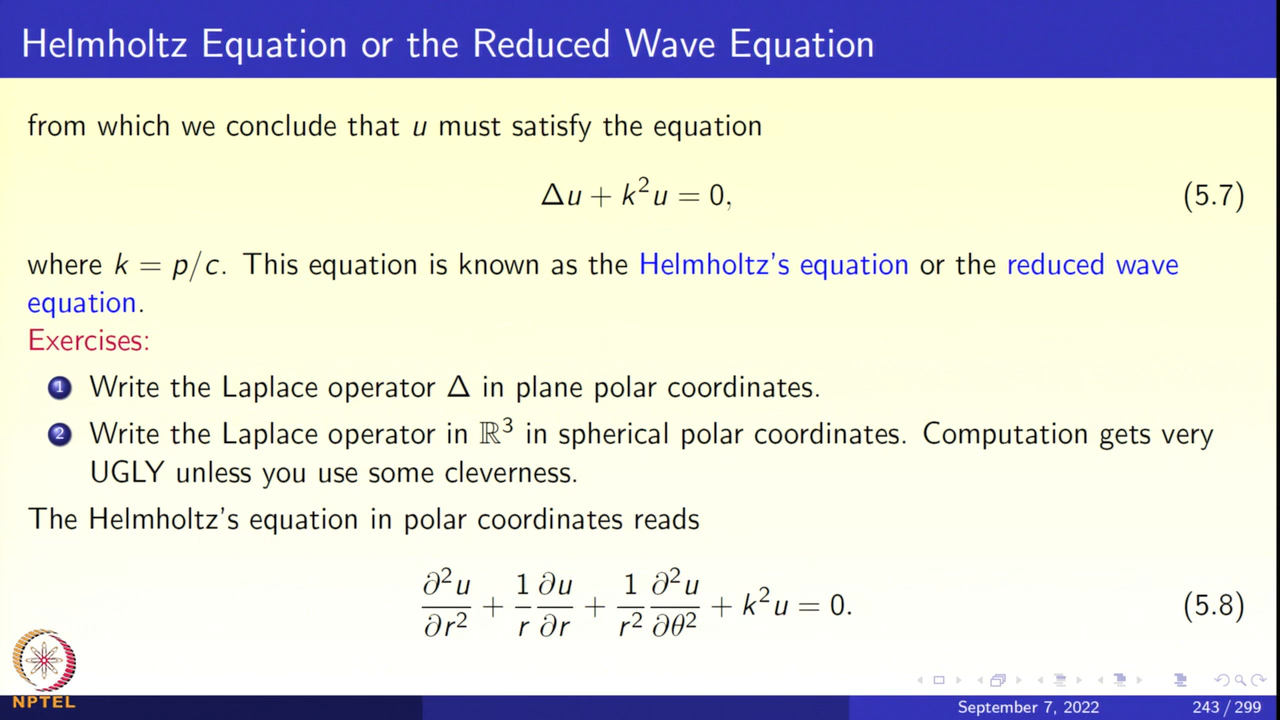 Helmholtz Equation or the Reduced Wave Equation
from which we conclude that u must satisfy the equation
Δu + k²u = 0, (5.7)
where k = p/c. This equation is known as the Helmholtz's equation or the reduced wave
equation.
Exercises:
1 Write the Laplace operator Δ in plane polar coordinates.
2 Write the Laplace operator in ℝ³ in spherical polar coordinates. Computation gets very
UGLY unless you use some cleverness.
The Helmholtz's equation in polar coordinates reads
∂²u/∂r² + 1/r ∂u/∂r + 1/r² ∂²u/∂θ² + k²u = 0. (5.8)
NPTEL
September 7, 2022 243 / 299